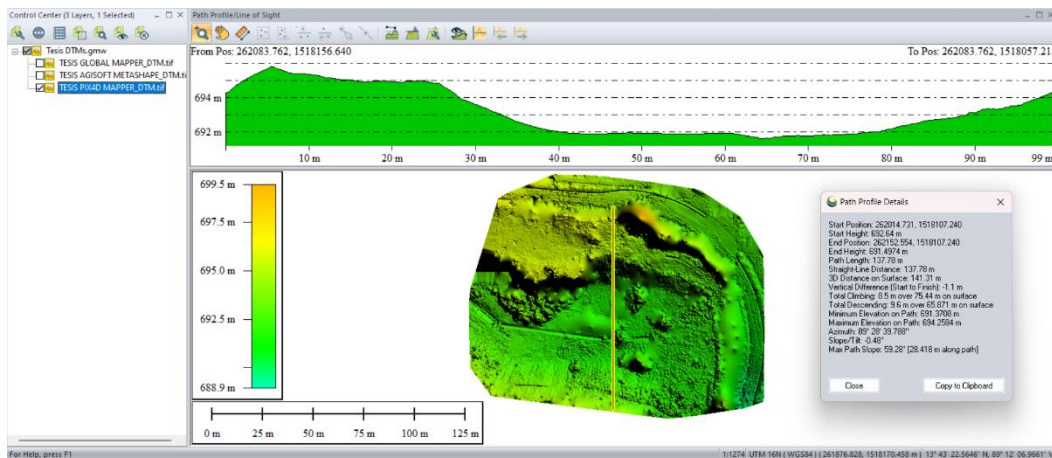 Control Center (3 Layers, 1 Selected)
Tesis DTMs.gmw
TESIS GLOBAL MAPPER_DTM.tif
TESIS AGISOFT METASHAPE_DTM.ti
TESIS PIX4D MAPPER_DTM.tif
Path Profile/Line of Sight
From Pos: 262083.762, 1518156.640
To Pos: 262083.762, 1518057.218
694 m
692 m
10 m 20 m 30 m 40 m 50 m 60 m 70 m 80 m 90 m 99 m
699.5 m
697.5 m
695.0 m
692.5 m
688.9 m
0 m 25 m 50 m 75 m 100 m 125 m
Path Profile Details
Start Position: 262014.731, 1518107.240
Start Height: 692.64 m
End Position: 262152.554, 1518107.240
End Height: 691.4974 m
Path Length: 137.78 m
Straight-Line Distance: 137.78 m
3D Distance on Surface: 141.31 m
Vertical Difference (Start to Finish): -1.1 m
Total Climbing: 8.5 m over 75.44 m on surface
Total Descending: 9.6 m over 65.871 m on surface
Minimum Elevation on Path: 691.3708 m
Maximum Elevation on Path: 694.2584 m
Azimuth: 89° 28' 39.788"
Slope/Tilt: -0.48°
Max Path Slope: 59.28° [28.418 m along path]
Close
Copy to Clipboard
For Help, press F1
1:1274 UTM 16N ( WGS84 ) ( 261876.828, 1518170.458 m ) 13° 43' 22.5646" N, 89° 12' 06.9661"